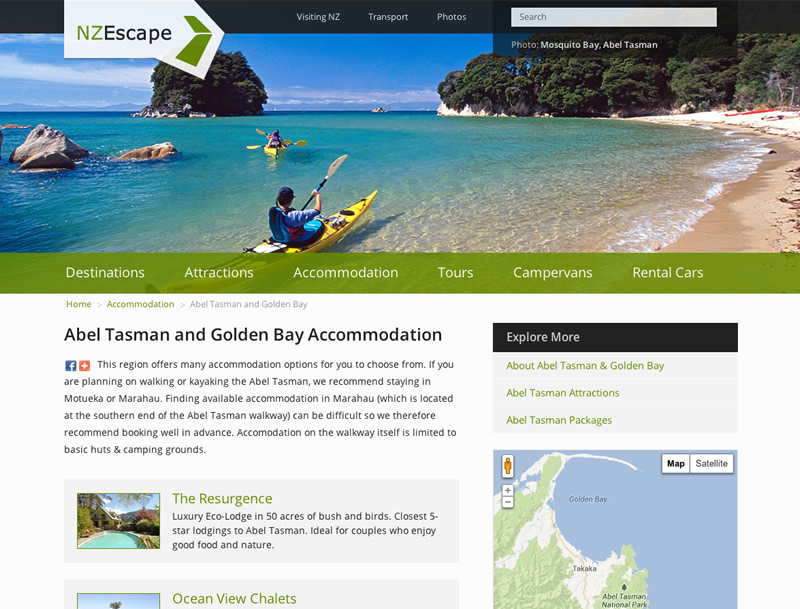 Visiting NZ Transport Photos Search
NZEscape
Photo: Mosquito Bay, Abel Tasman
Destinations Attractions Accommodation Tours Campervans Rental Cars
Home > Accommodation > Abel Tasman and Golden Bay
Abel Tasman and Golden Bay Accommodation
This region offers many accommodation options for you to choose from. If you
are planning on walking or kayaking the Abel Tasman, we recommend staying in
Motueka or Marahau. Finding available accommodation in Marahau (which is located
at the southern end of the Abel Tasman walkway) can be difficult so we therefore
recommend booking well in advance. Accomodation on the walkway itself is limited to
basic huts & camping grounds.
The Resurgence
Luxury Eco-Lodge in 50 acres of bush and birds. Closest 5-
star lodgings to Abel Tasman. Ideal for couples who enjoy
good food and nature.
Ocean View Chalets
Explore More
About Abel Tasman & Golden Bay
Abel Tasman Attractions
Abel Tasman Packages
Map Satellite
Golden Bay
Takaka
Abel Tasman
National Park